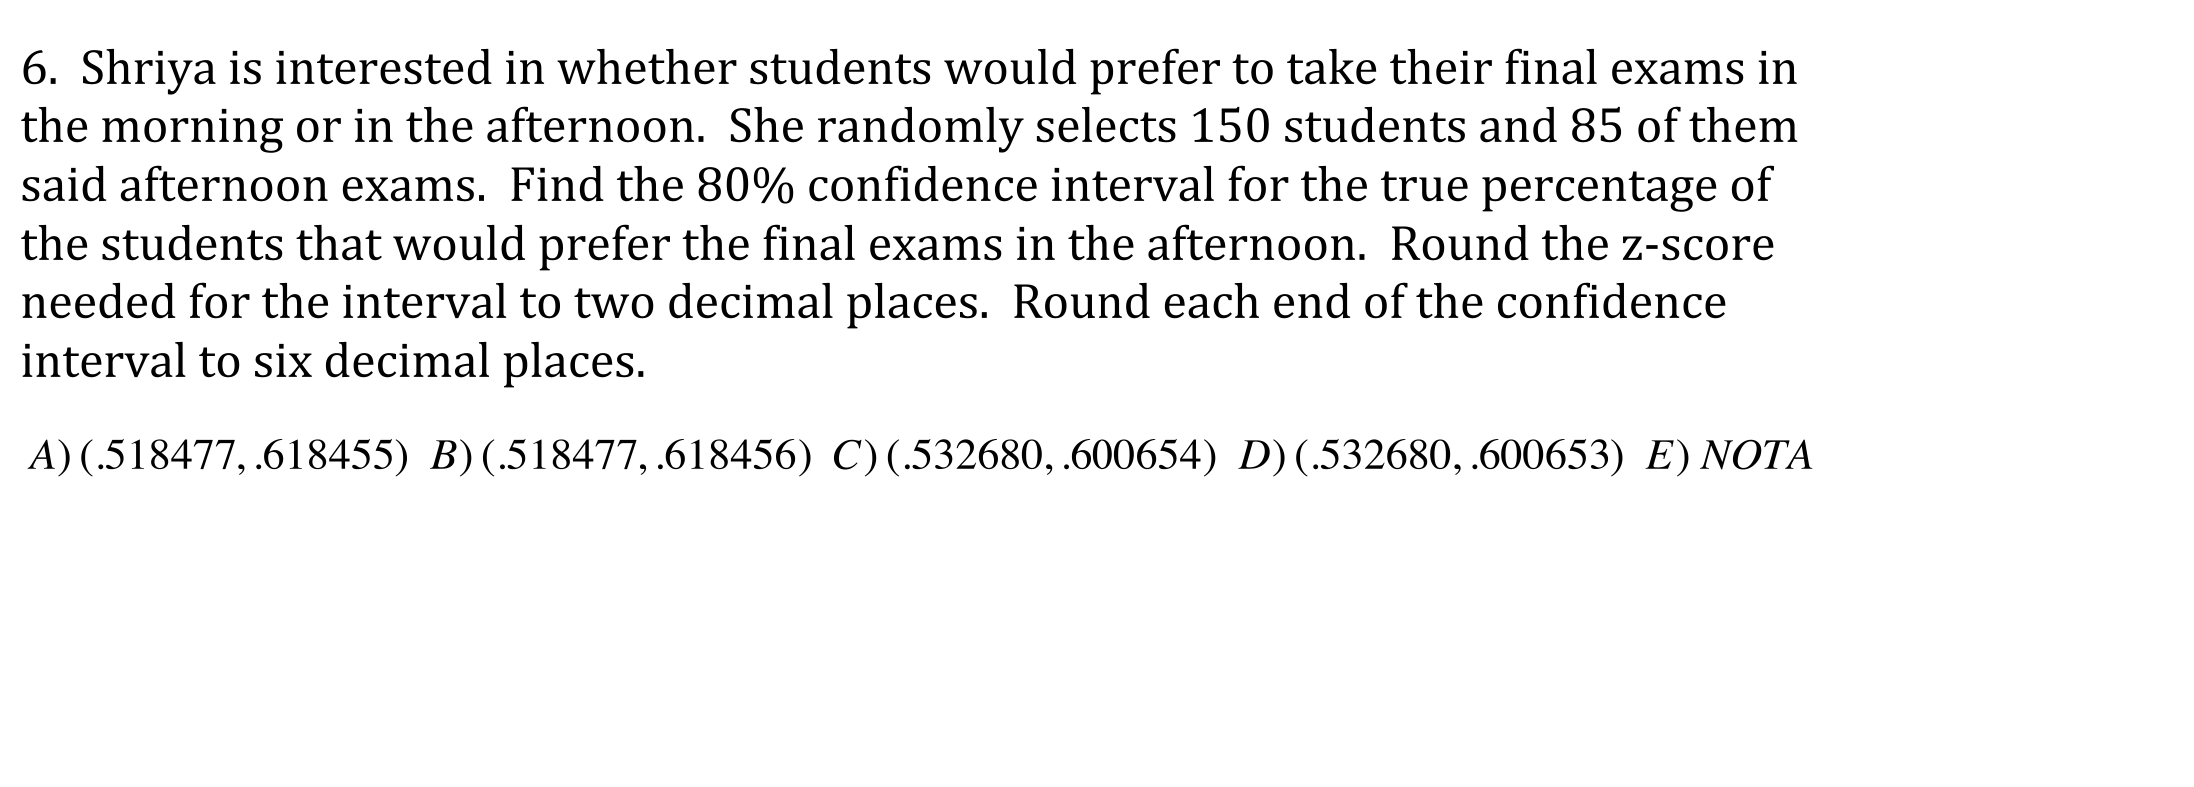 6.  Shriya is interested in whether students would prefer to take their final exams in
the morning or in the afternoon.  She randomly selects 150 students and 85 of them
said afternoon exams.  Find the 80% confidence interval for the true percentage of
the students that would prefer the final exams in the afternoon.  Round the z-score
needed for the interval to two decimal places.  Round each end of the confidence
interval to six decimal places.
A) (.518477, .618455)  B) (.518477, .618456)  C) (.532680, .600654)  D) (.532680, .600653)  E) NOTA